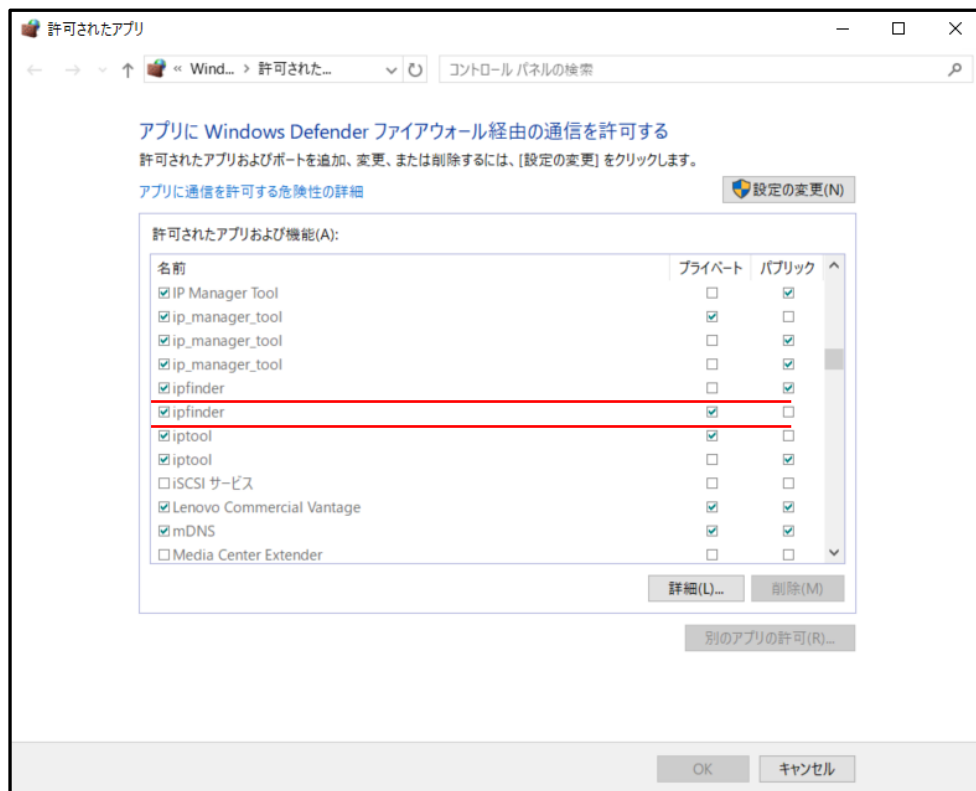 許可されたアプリ
« Wind... › 許可された...
コントロール パネルの検索
アプリに Windows Defender ファイアウォール経由の通信を許可する
許可されたアプリおよびポートを追加、変更、または削除するには、[設定の変更] をクリックします。
アプリに通信を許可する危険性の詳細
設定の変更(N)
許可されたアプリおよび機能(A):
名前 プライベート パブリック
IP Manager Tool
ip_manager_tool
ip_manager_tool
ip_manager_tool
ipfinder
ipfinder
iptool
iptool
iSCSI サービス
Lenovo Commercial Vantage
mDNS
Media Center Extender
詳細(L)... 削除(M)
別のアプリの許可(R)...
OK キャンセル